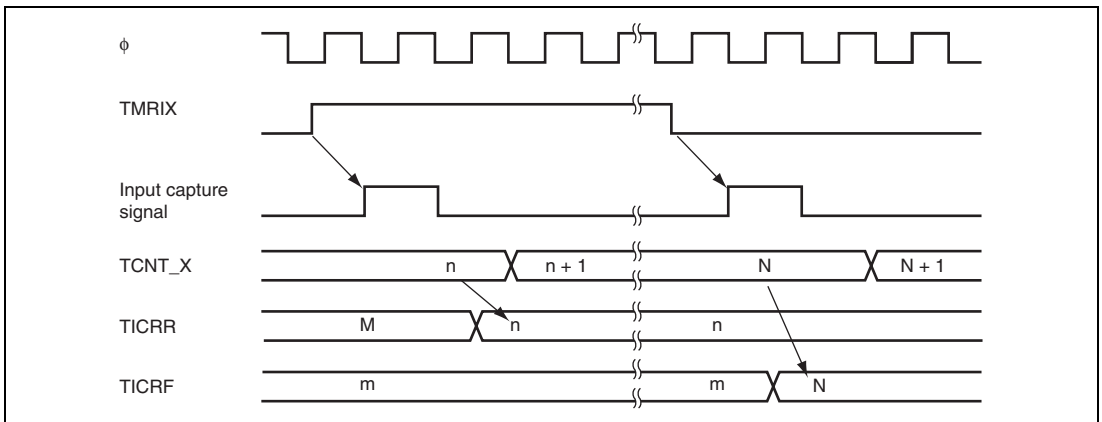 ϕ
TMRIX
Input capture
signal
TCNT_X n n + 1 N N + 1
TICRR M n n
TICRF m m N